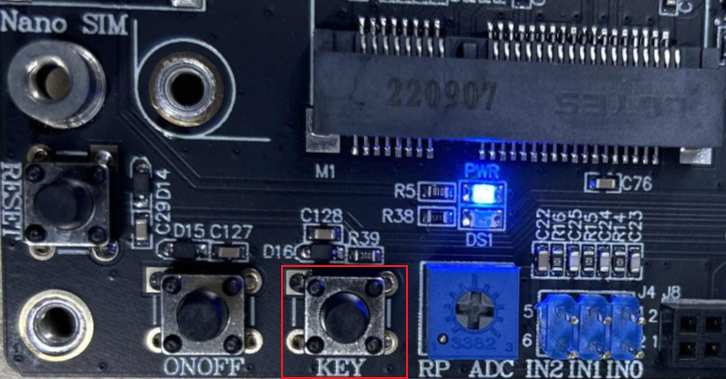 Nano SIM
220907
M1
PWR
R5
C76
R38
DS1
RESET
C29
D14
C128
D15
C127
D16
R39
C22
R16
C25
R15
C24
R14
C23
J4
J8
5
2
6
1
3382
ONOFF
KEY
RP
ADC
IN2
IN1
IN0